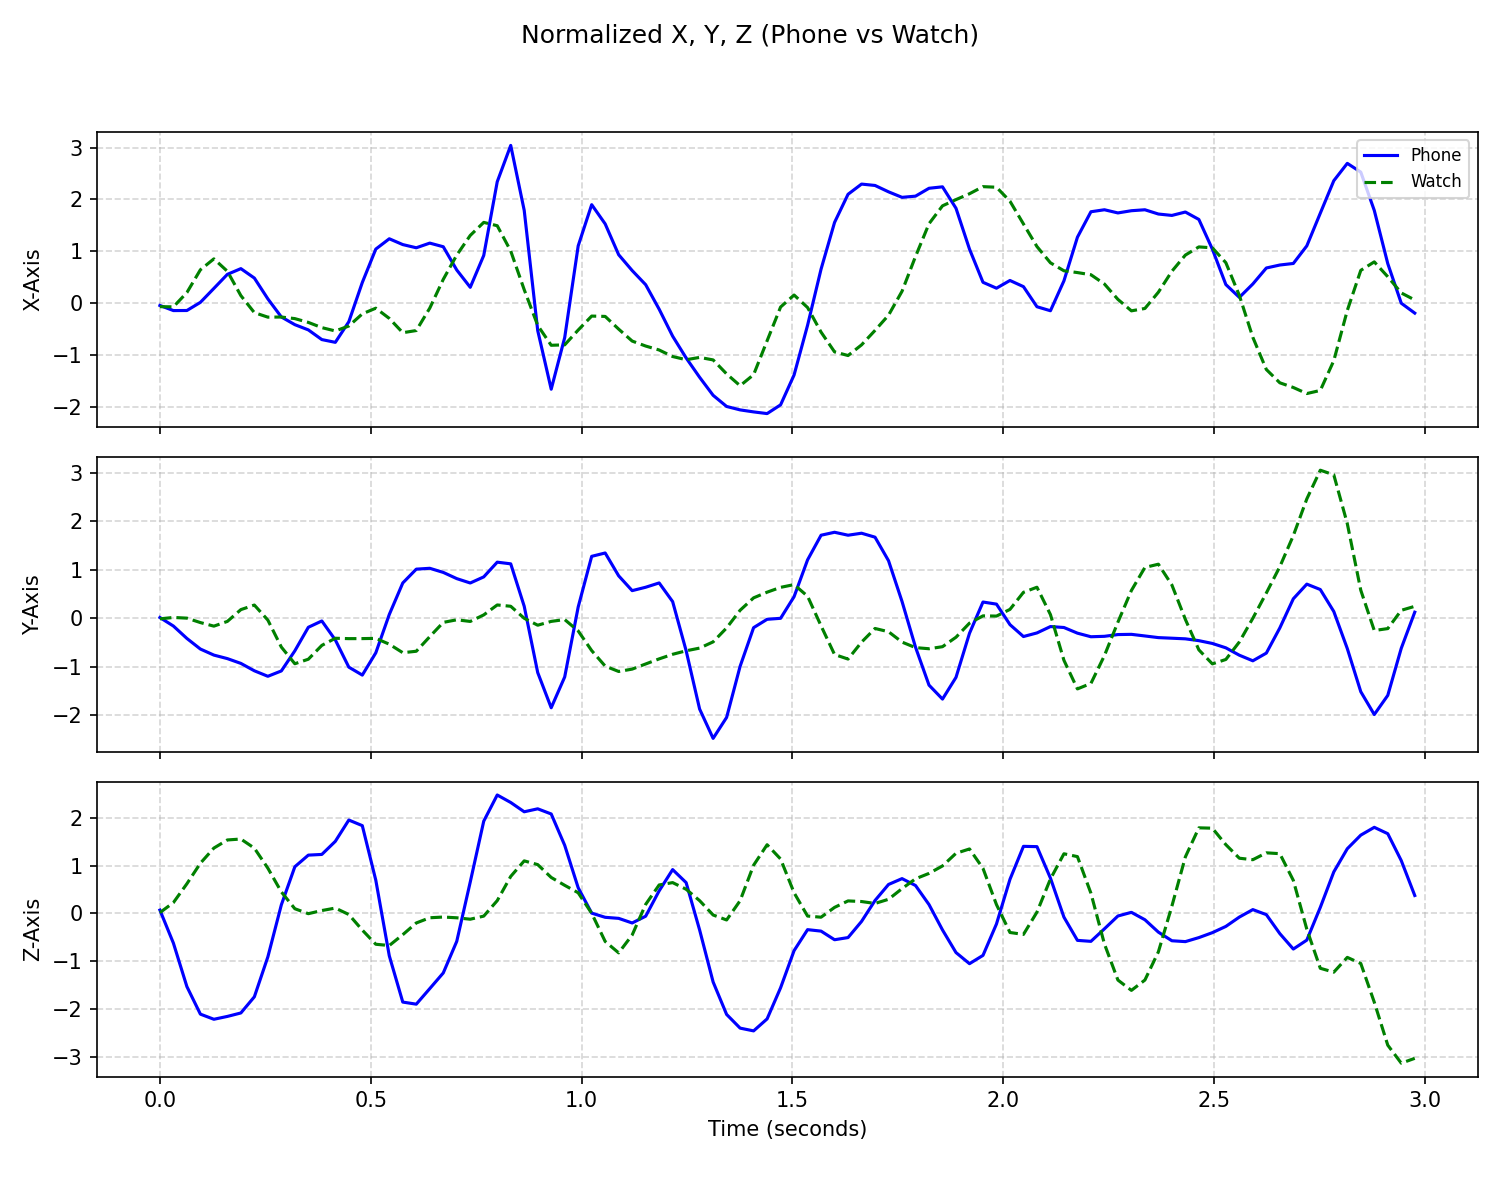 Normalized X, Y, Z (Phone vs Watch)
3
2
1
0
−1
−2
X-Axis
Phone
Watch
3
2
1
0
−1
−2
Y-Axis
2
1
0
−1
−2
−3
Z-Axis
0.0 0.5 1.0 1.5 2.0 2.5 3.0
Time (seconds)